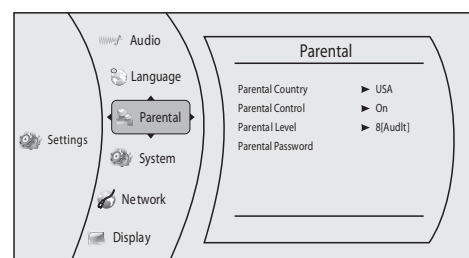 Settings
Audio
Language
Parental
System
Network
Display
Parental
Parental Country ► USA
Parental Control ► On
Parental Level ► 8[Audlt]
Parental Password